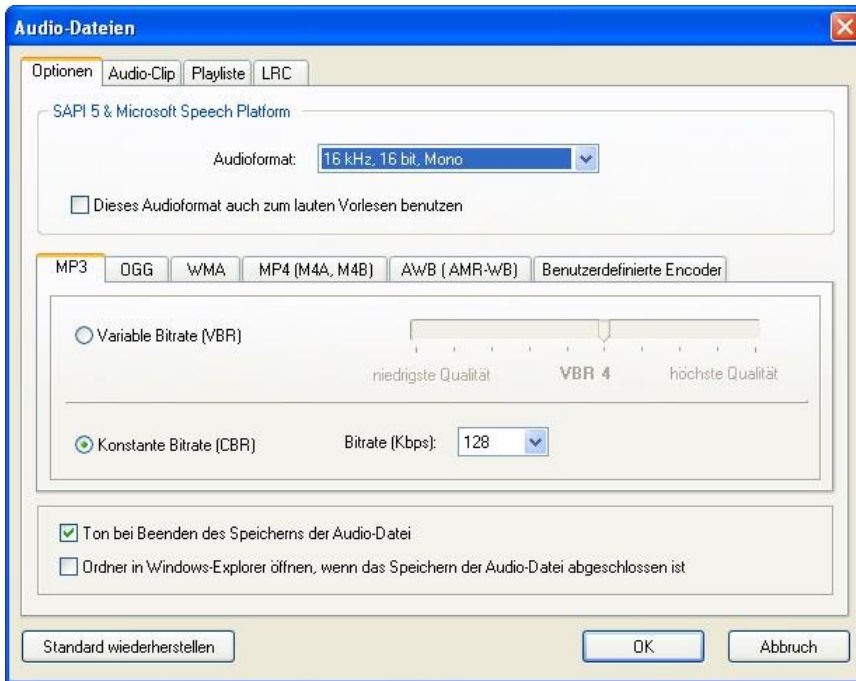 Audio-Dateien
Optionen Audio-Clip Playliste LRC
SAPI 5 & Microsoft Speech Platform
Audioformat: 16 kHz, 16 bit, Mono
Dieses Audioformat auch zum lauten Vorlesen benutzen
MP3 OGG WMA MP4 (M4A, M4B) AWB (AMR-WB) Benutzerdefinierte Encoder
Variable Bitrate (VBR)
niedrigste Qualität VBR 4 höchste Qualität
Konstante Bitrate (CBR) Bitrate (Kbps): 128
Ton bei Beenden des Speicherns der Audio-Datei
Ordner in Windows-Explorer öffnen, wenn das Speichern der Audio-Datei abgeschlossen ist
Standard wiederherstellen OK Abbruch